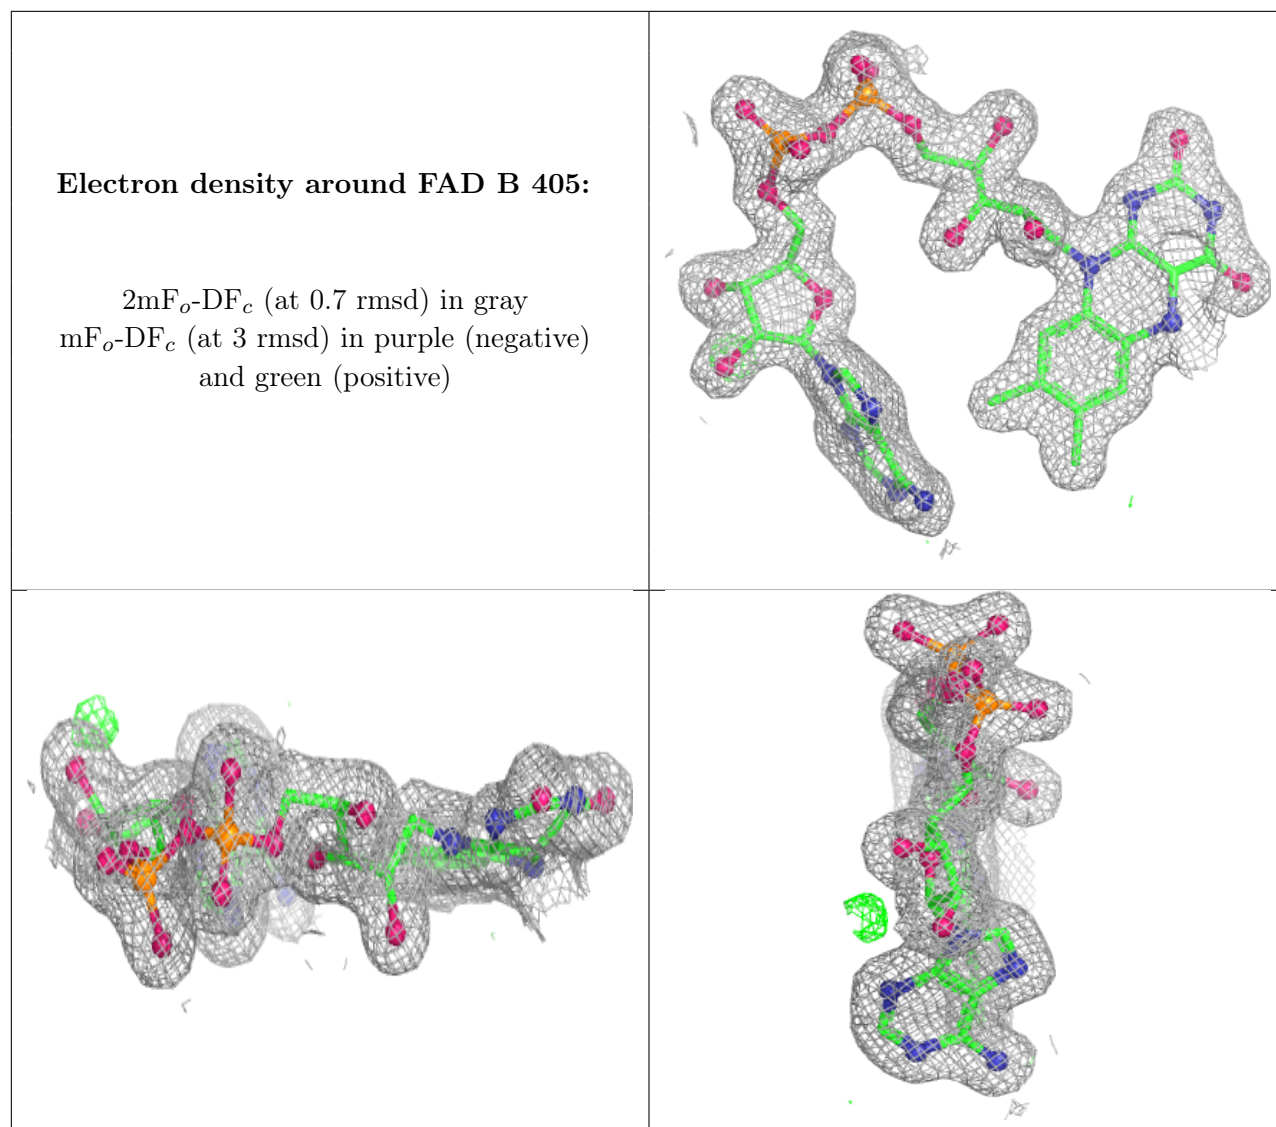 Electron density around FAD B 405:
2mFo-DFc (at 0.7 rmsd) in gray
mFo-DFc (at 3 rmsd) in purple (negative)
and green (positive)